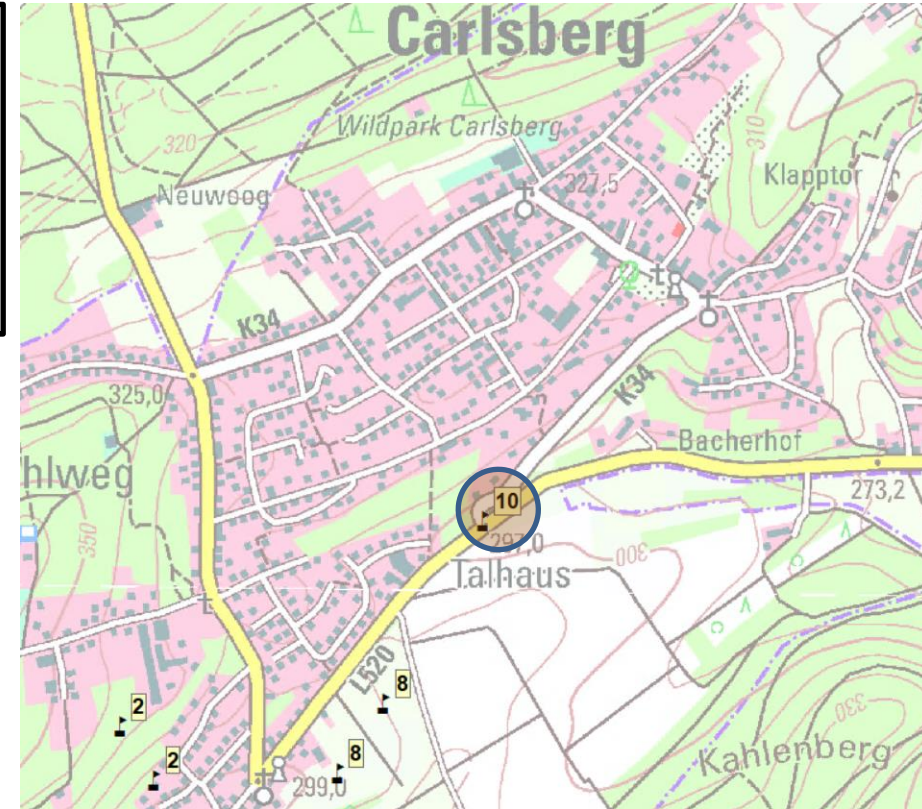 Carlsberg
320
Wildpark Carlsberg
310
Neuwoog
327,5
Klapptor
K34
K34
325,0
hlweg
Bacherhof
10
273,2
297,0
350
300
Talhaus
L520
8
2
8
2
299,0
330
Kahlenberg